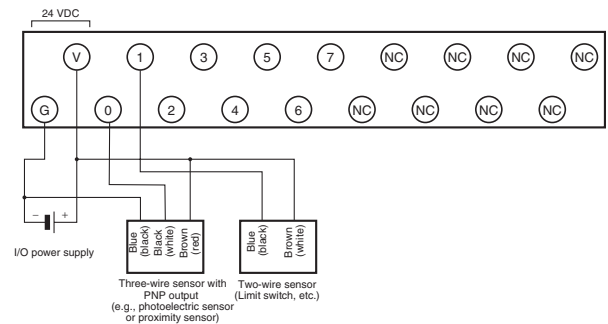 24 VDC
V 1 3 5 7 NC NC NC NC
G 0 2 4 6 NC NC NC NC
− +
I/O power supply
Blue (black)
Black (white)
Brown (red)
Blue (black)
Brown (white)
Three-wire sensor with
PNP output
(e.g., photoelectric sensor
or proximity sensor)
Two-wire sensor
(Limit switch, etc.)